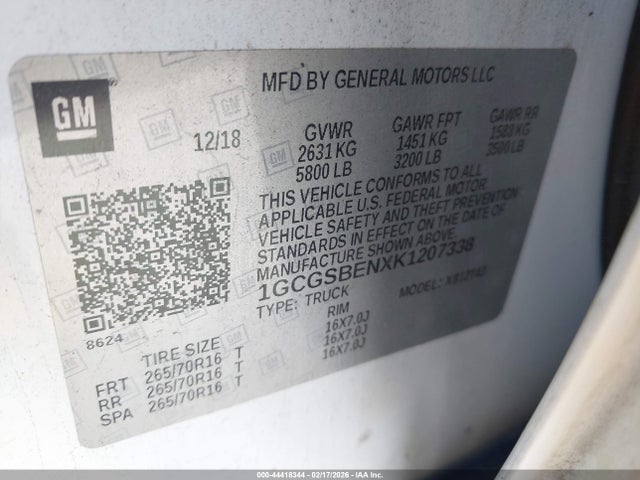 GM
MFD BY GENERAL MOTORS LLC
12/18
GVWR GAWR FRT GAWR RR
2631 KG 1451 KG 1588 KG
5800 LB 3200 LB 3500 LB
THIS VEHICLE CONFORMS TO ALL
APPLICABLE U.S. FEDERAL MOTOR
VEHICLE SAFETY AND THEFT PREVENTION
STANDARDS IN EFFECT ON THE DATE OF
MANUFACTURE SHOWN ABOVE.
1GCGSBENXK1207338
TYPE: TRUCK MODEL:
8624
TIRE SIZE RIM
FRT 265/70R16 T 16X7.0J
RR 265/70R16 T 16X7.0J
SPA 265/70R16 T 16X7.0J
000-44418344 - 02/17/2026 - IAA Inc.